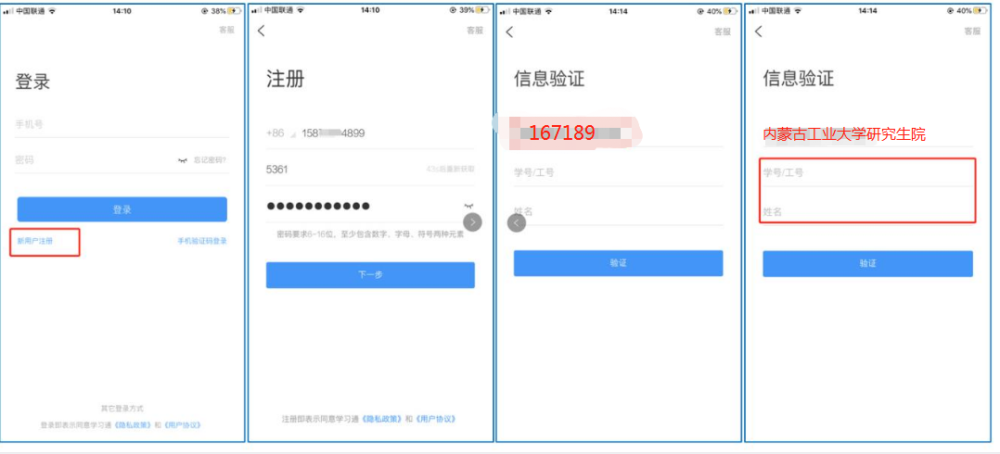 中国联通 14:10 38%
客服
登录
手机号
密码 忘记密码?
登录
新用户注册 手机验证码登录
其它登录方式
登录即表示同意学习通《隐私政策》和《用户协议》
中国联通 14:10 39%
客服
注册
+86 158 4899
5361 43s后重新获取
●●●●●●●●●●●
密码要求6-16位，至少包含数字、字母、符号两种元素
下一步
注册即表示同意学习通《隐私政策》和《用户协议》
中国联通 14:14 40%
客服
信息验证
167189
学号/工号
姓名
验证
中国联通 14:14 40%
客服
信息验证
内蒙古工业大学研究生院
学号/工号
姓名
验证